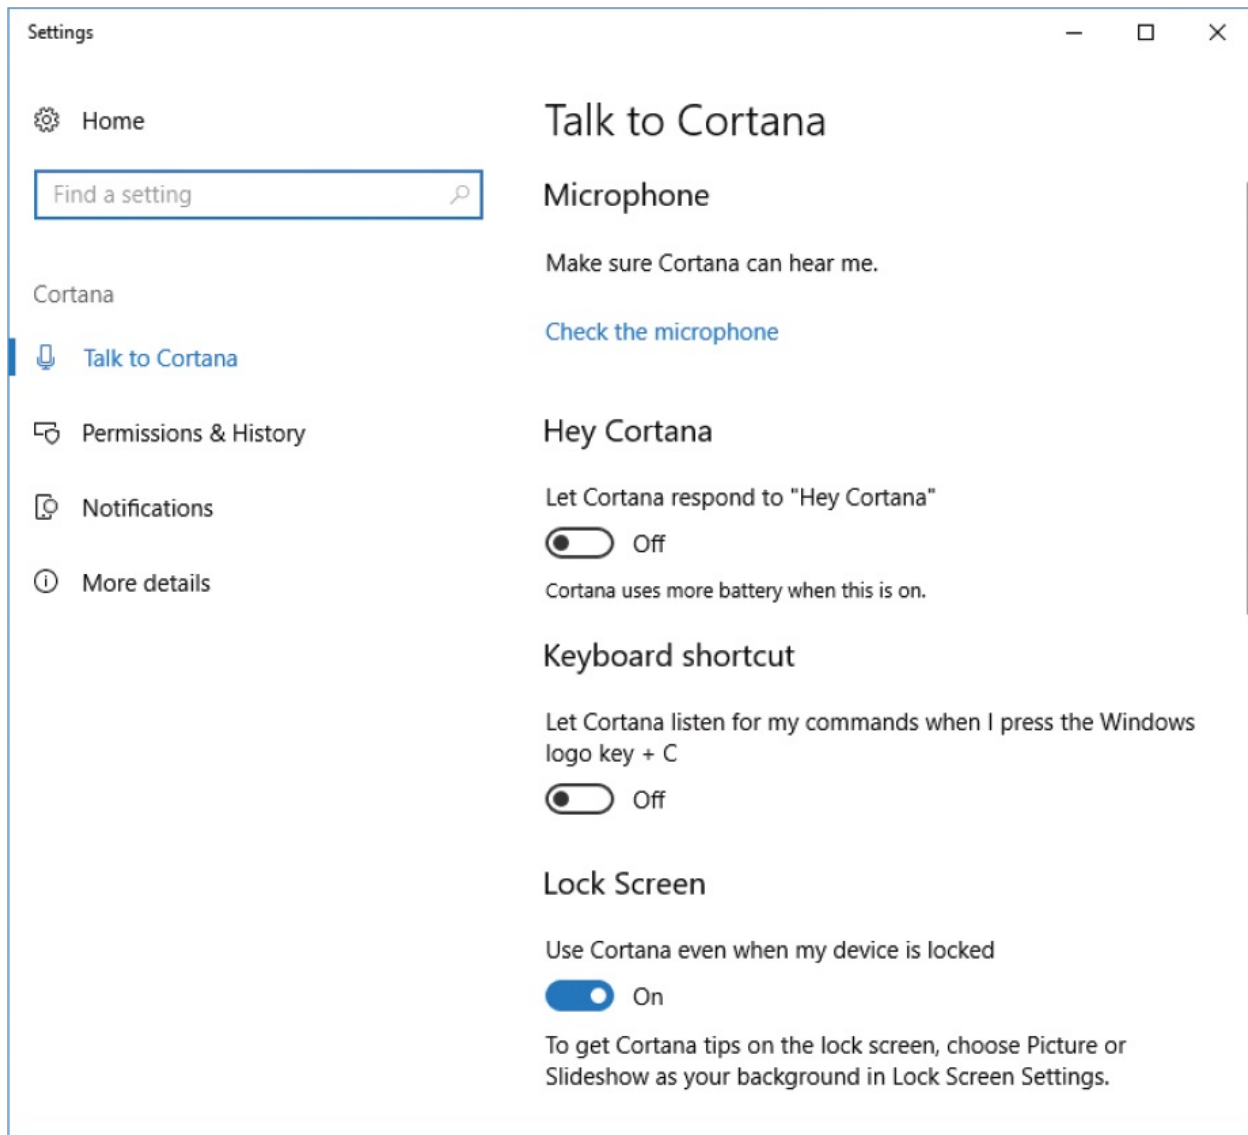 Settings
Home
Find a setting
Cortana
Talk to Cortana
Permissions & History
Notifications
More details
Talk to Cortana
Microphone
Make sure Cortana can hear me.
Check the microphone
Hey Cortana
Let Cortana respond to "Hey Cortana"
Off
Cortana uses more battery when this is on.
Keyboard shortcut
Let Cortana listen for my commands when I press the Windows
logo key + C
Off
Lock Screen
Use Cortana even when my device is locked
On
To get Cortana tips on the lock screen, choose Picture or
Slideshow as your background in Lock Screen Settings.